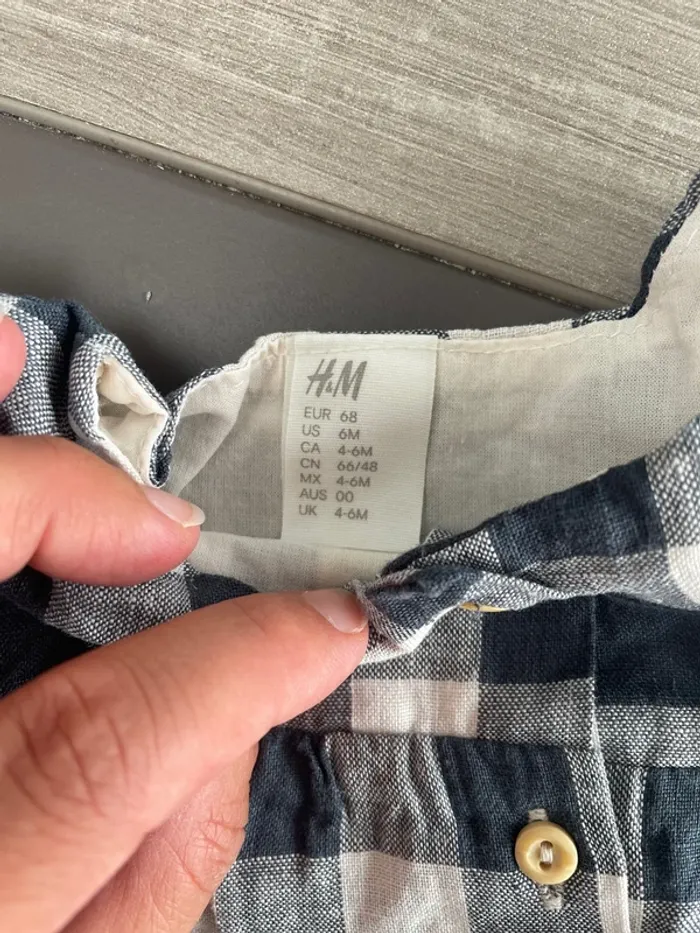 H&M
EUR 68
US 6M
CA 4-6M
CN 66/48
MX 4-6M
AUS 00
UK 4-6M